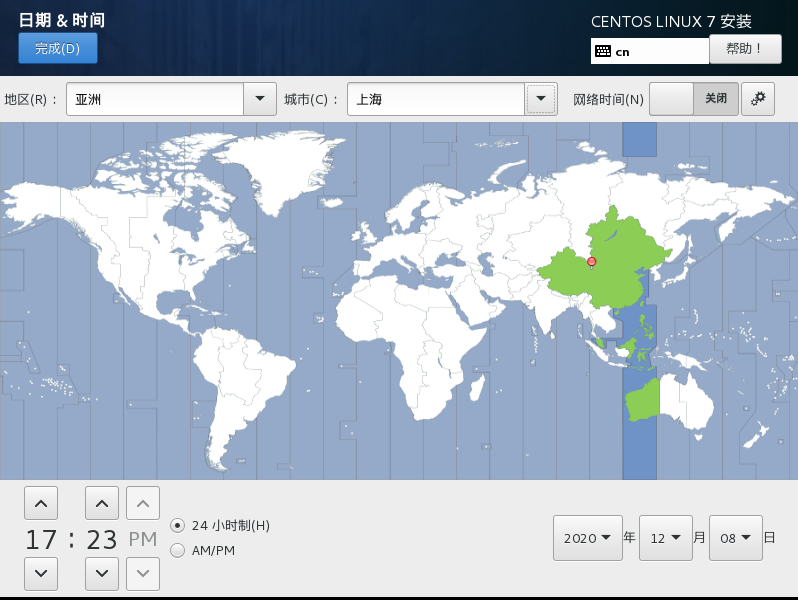 日期 & 时间
CENTOS LINUX 7 安装
完成(D)
cn
帮助！
地区(R)： 亚洲 城市(C)： 上海 网络时间(N) 关闭
17 : 23 PM
24 小时制(H)
AM/PM
2020 年 12 月 08 日